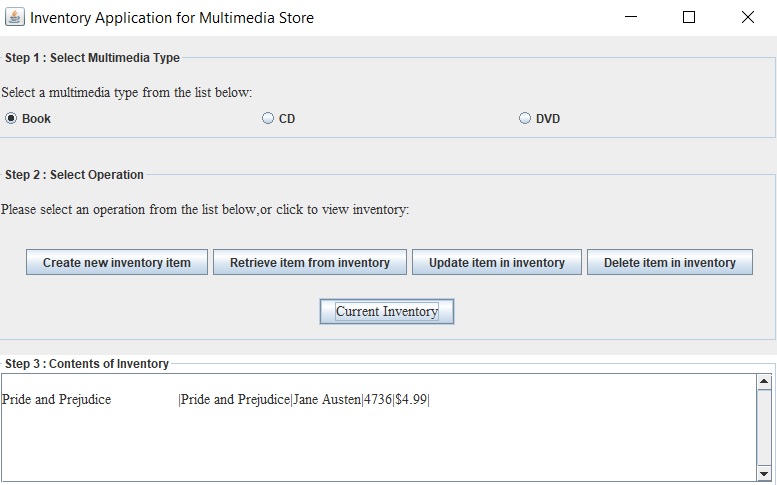 Inventory Application for Multimedia Store
Step 1 : Select Multimedia Type
Select a multimedia type from the list below:
Book CD DVD
Step 2 : Select Operation
Please select an operation from the list below,or click to view inventory:
Create new inventory item Retrieve item from inventory Update item in inventory Delete item in inventory
Current Inventory
Step 3 : Contents of Inventory
Pride and Prejudice |Pride and Prejudice|Jane Austen|4736|$4.99|